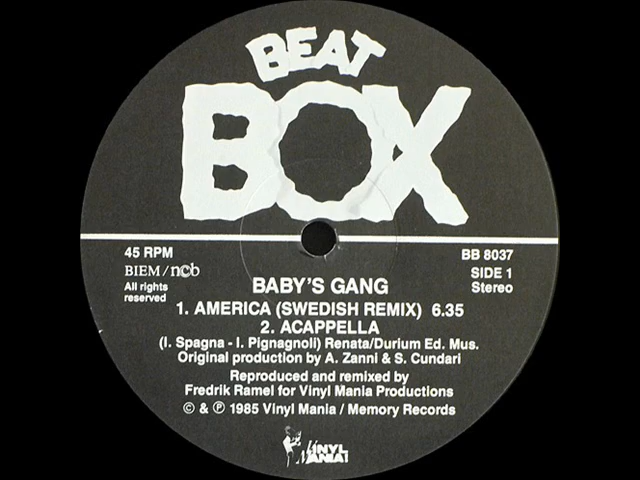 BEAT
BOX
45 RPM
BIEM/ncb
All rights
reserved
BB 8037
SIDE 1
Stereo
BABY'S GANG
1. AMERICA (SWEDISH REMIX) 6.35
2. ACAPPELLA
(I. Spagna - I. Pignagnoli) Renata/Durium Ed. Mus.
Original production by A. Zanni & S. Cundari
Reproduced and remixed by
Fredrik Ramel for Vinyl Mania Productions
© & ℗ 1985 Vinyl Mania / Memory Records
VINYL
MANIA!